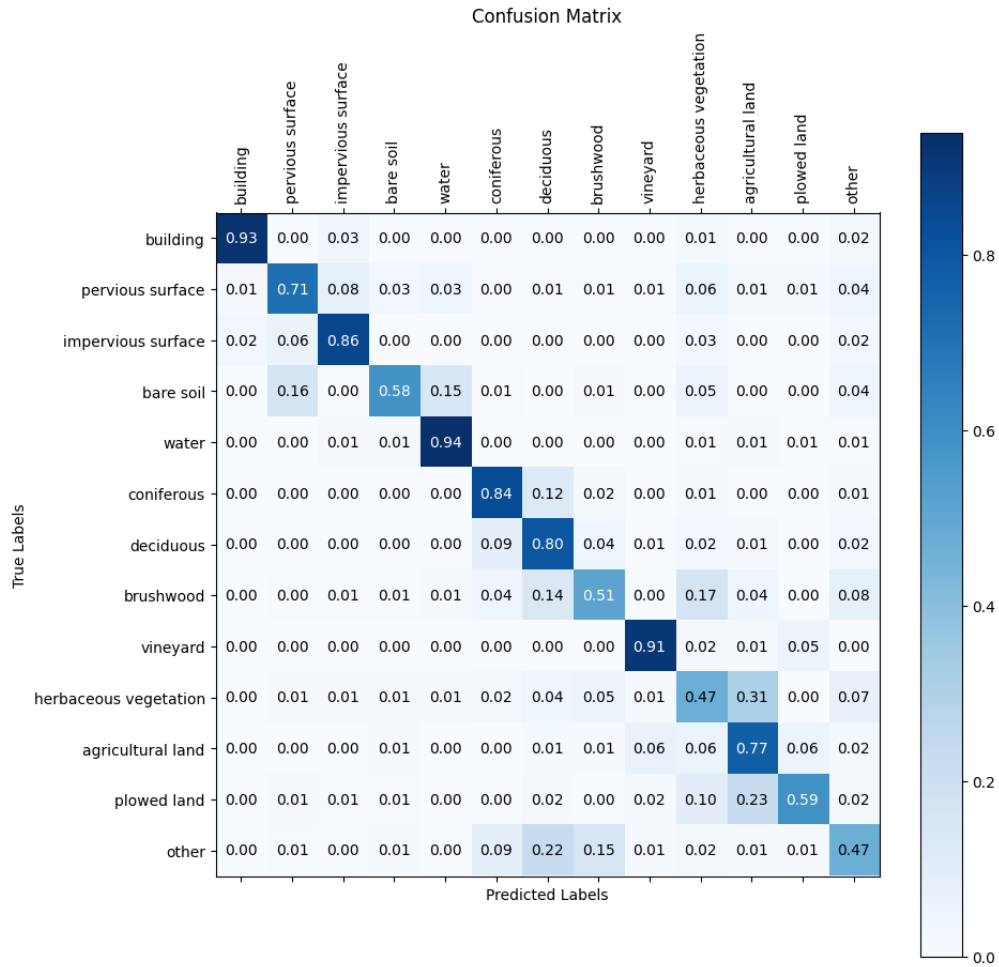 Confusion Matrix
building
pervious surface
impervious surface
bare soil
water
coniferous
deciduous
brushwood
vineyard
herbaceous vegetation
agricultural land
plowed land
other
building 0.93 0.00 0.03 0.00 0.00 0.00 0.00 0.00 0.00 0.01 0.00 0.00 0.02
pervious surface 0.01 0.71 0.08 0.03 0.03 0.00 0.01 0.01 0.01 0.06 0.01 0.01 0.04
impervious surface 0.02 0.06 0.86 0.00 0.00 0.00 0.00 0.00 0.00 0.03 0.00 0.00 0.02
bare soil 0.00 0.16 0.00 0.58 0.15 0.01 0.00 0.01 0.00 0.05 0.00 0.00 0.04
water 0.00 0.00 0.01 0.01 0.94 0.00 0.00 0.00 0.00 0.01 0.01 0.01 0.01
coniferous 0.00 0.00 0.00 0.00 0.00 0.84 0.12 0.02 0.00 0.01 0.00 0.00 0.01
deciduous 0.00 0.00 0.00 0.00 0.00 0.09 0.80 0.04 0.01 0.02 0.01 0.00 0.02
brushwood 0.00 0.00 0.01 0.01 0.01 0.04 0.14 0.51 0.00 0.17 0.04 0.00 0.08
vineyard 0.00 0.00 0.00 0.00 0.00 0.00 0.00 0.00 0.91 0.02 0.01 0.05 0.00
herbaceous vegetation 0.00 0.01 0.01 0.01 0.01 0.02 0.04 0.05 0.01 0.47 0.31 0.00 0.07
agricultural land 0.00 0.00 0.00 0.01 0.00 0.00 0.01 0.01 0.06 0.06 0.77 0.06 0.02
plowed land 0.00 0.01 0.01 0.01 0.00 0.00 0.02 0.00 0.02 0.10 0.23 0.59 0.02
other 0.00 0.01 0.00 0.01 0.00 0.09 0.22 0.15 0.01 0.02 0.01 0.01 0.47
True Labels
Predicted Labels
0.8
0.6
0.4
0.2
0.0